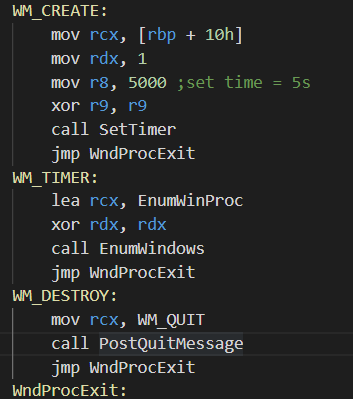 WM_CREATE:
mov rcx, [rbp + 10h]
mov rdx, 1
mov r8, 5000 ;set time = 5s
xor r9, r9
call SetTimer
jmp WndProcExit
WM_TIMER:
lea rcx, EnumWinProc
xor rdx, rdx
call EnumWindows
jmp WndProcExit
WM_DESTROY:
mov rcx, WM_QUIT
call PostQuitMessage
jmp WndProcExit
WndProcExit: